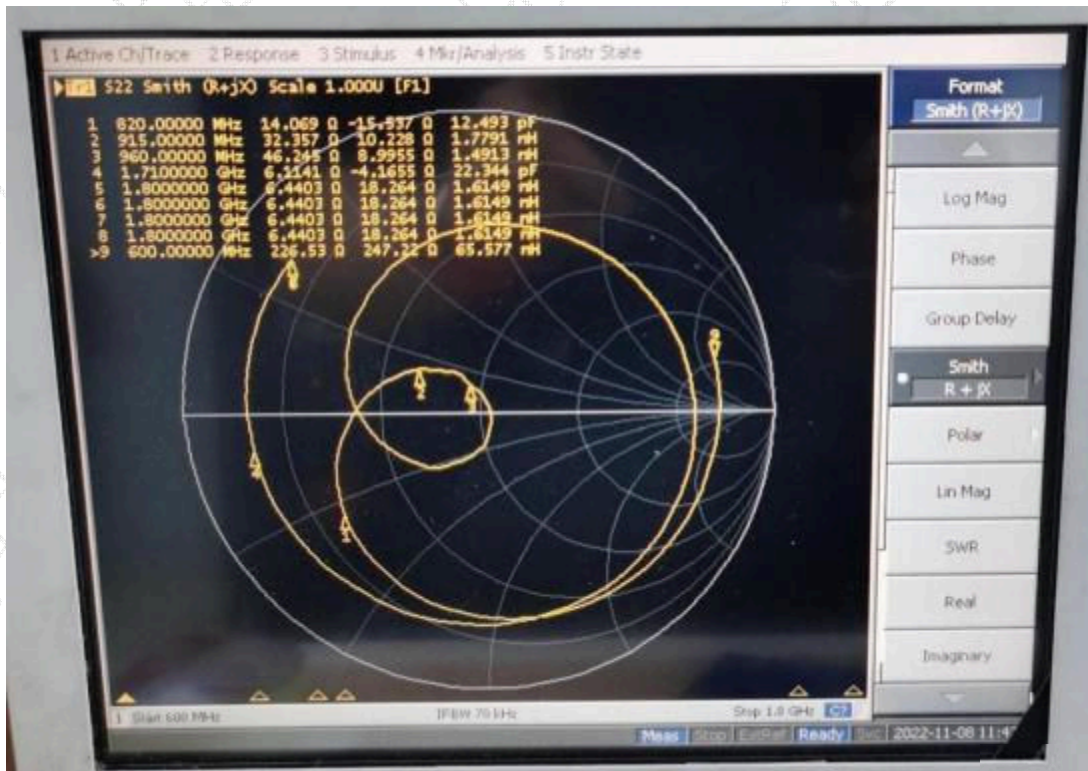 1 Active Ch/Trace 2 Response 3 Stimulus 4 Mkr/Analysis 5 Instr State
Tr1 S22 Smith (R+jX) Scale 1.000U [F1]
1 820.00000 MHz 14.069 Ω -15.537 Ω 12.493 pF
2 915.00000 MHz 32.357 Ω 10.228 Ω 1.7791 nH
3 960.00000 MHz 46.245 Ω 8.9955 Ω 1.4913 nH
4 1.7100000 GHz 6.1141 Ω -4.1655 Ω 22.344 pF
5 1.8000000 GHz 6.4403 Ω 18.264 Ω 1.6149 nH
6 1.8000000 GHz 6.4403 Ω 18.264 Ω 1.6149 nH
7 1.8000000 GHz 6.4403 Ω 18.264 Ω 1.6149 nH
8 1.8000000 GHz 6.4403 Ω 18.264 Ω 1.6149 nH
>9 600.00000 MHz 226.53 Ω 247.22 Ω 65.577 nH
9
2
4
1
1 Start 600 MHz IFBW 70 kHz Stop 1.8 GHz C?
Meas Stop ExtRef Ready Svc 2022-11-08 11:4
Format
Smith (R+jX)
Log Mag
Phase
Group Delay
Smith
R + jX
Polar
Lin Mag
SWR
Real
Imaginary